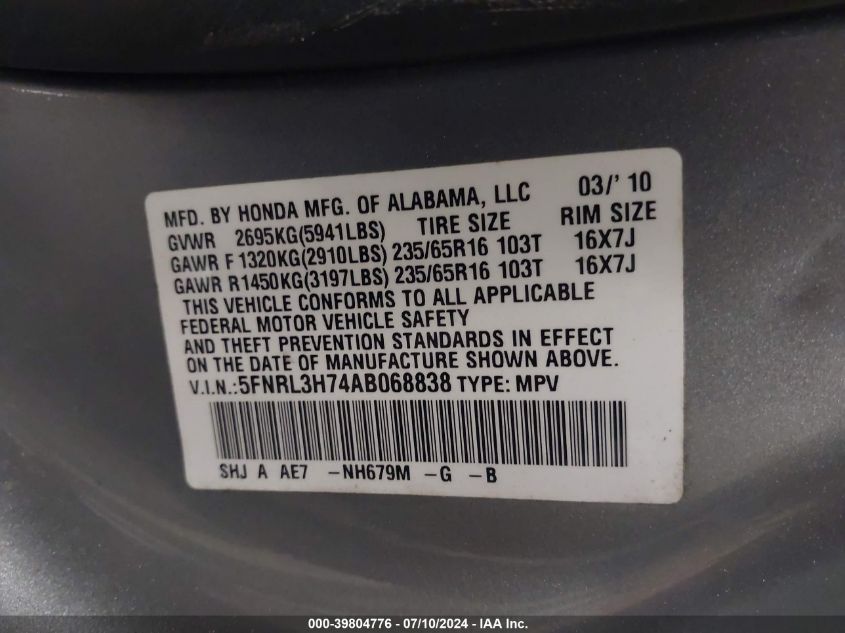 MFD. BY HONDA MFG. OF ALABAMA, LLC 03/' 10
GVWR 2695KG(5941LBS) TIRE SIZE RIM SIZE
GAWR F 1320KG(2910LBS) 235/65R16 103T 16X7J
GAWR R1450KG(3197LBS) 235/65R16 103T 16X7J
THIS VEHICLE CONFORMS TO ALL APPLICABLE
FEDERAL MOTOR VEHICLE SAFETY
AND THEFT PREVENTION STANDARDS IN EFFECT
ON THE DATE OF MANUFACTURE SHOWN ABOVE.
V.I.N.:5FNRL3H74AB068838 TYPE: MPV
SHJ A AE7 -NH679M -G -B
000-39804776 - 07/10/2024 - IAA Inc.